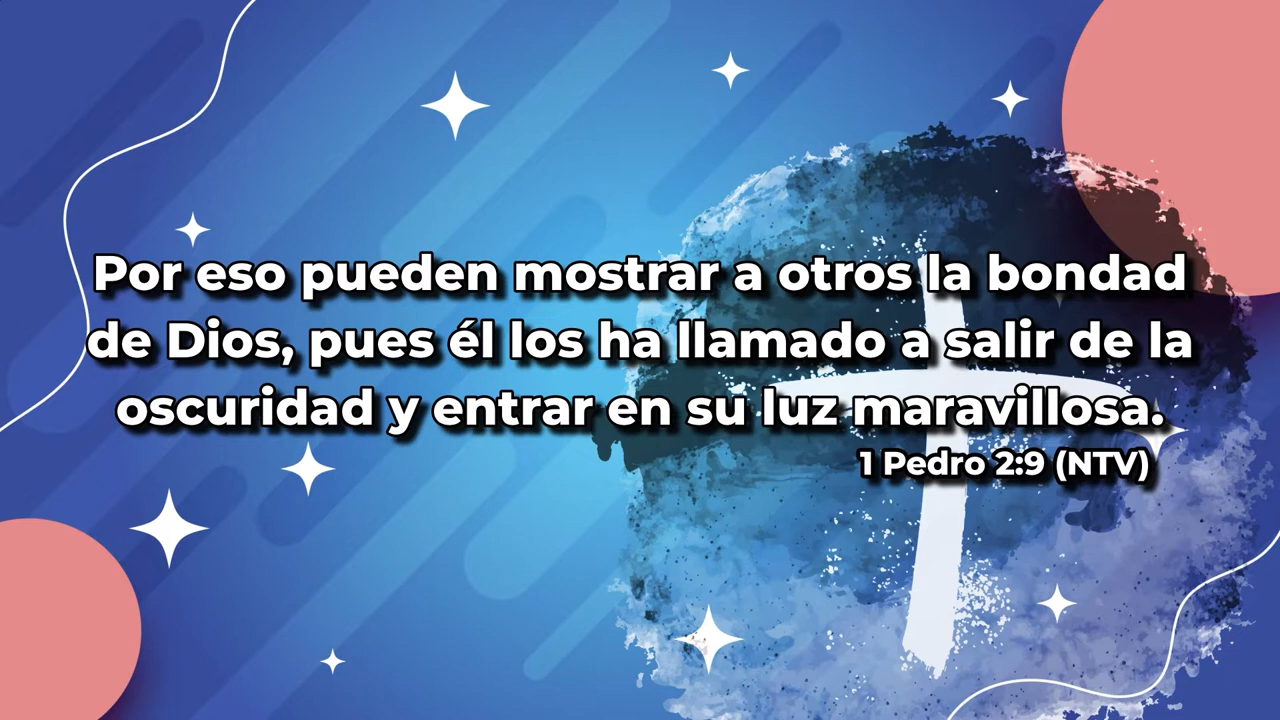 Por eso pueden mostrar a otros la bondad
de Dios, pues él los ha llamado a salir de la
oscuridad y entrar en su luz maravillosa.
1 Pedro 2:9 (NTV)